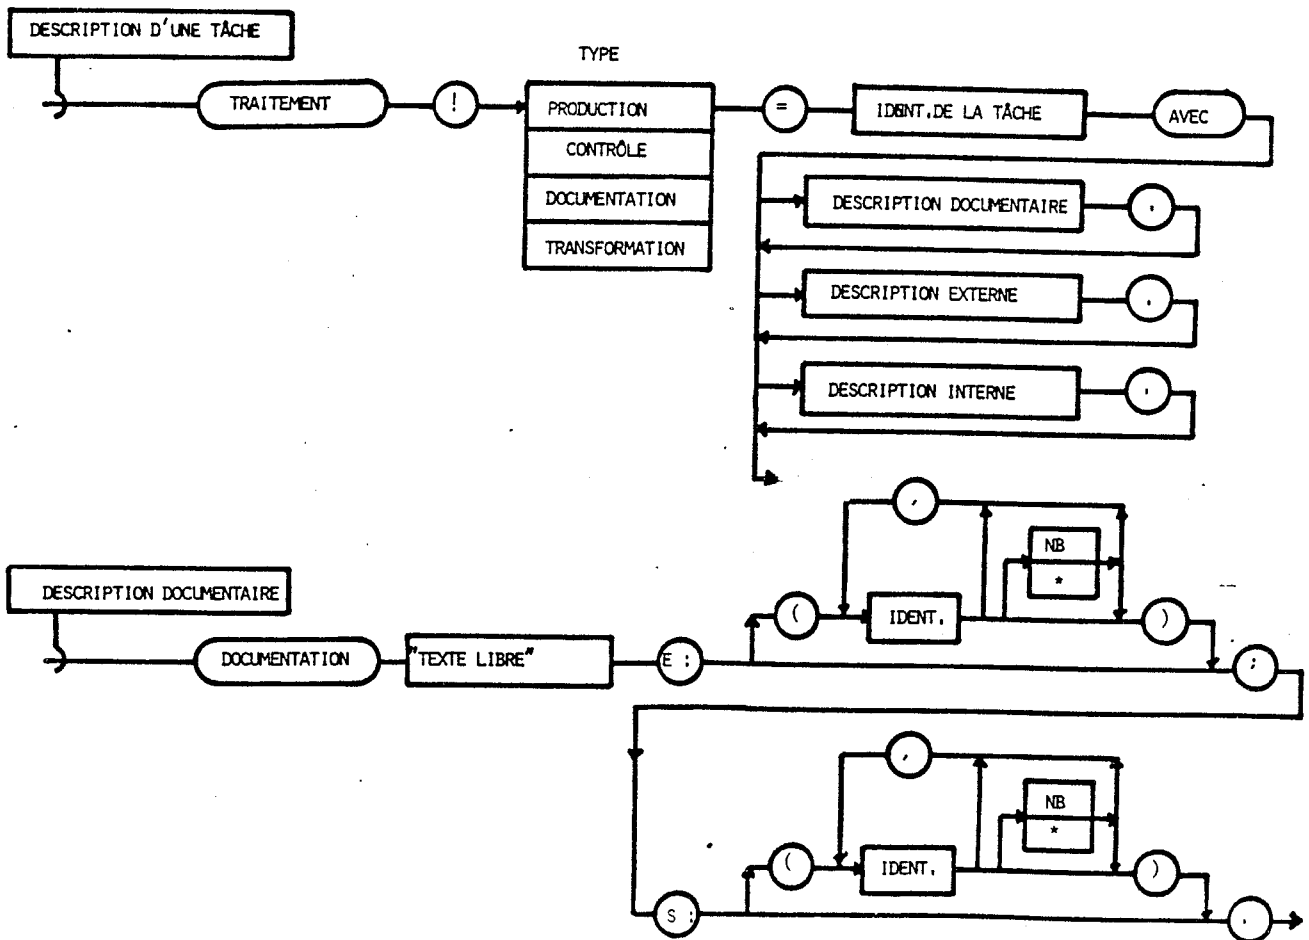 DESCRIPTION D'UNE TÂCHE
TYPE
TRAITEMENT
!
PRODUCTION
=
IDENT.DE LA TÂCHE
AVEC
CONTRÔLE
DOCUMENTATION
TRANSFORMATION
DESCRIPTION DOCUMENTAIRE
.
DESCRIPTION EXTERNE
.
DESCRIPTION INTERNE
.
,
NB
*
DESCRIPTION DOCUMENTAIRE
(
IDENT.
)
DOCUMENTATION
"TEXTE LIBRE"
E :
;
,
NB
*
(
IDENT.
)
S :
.